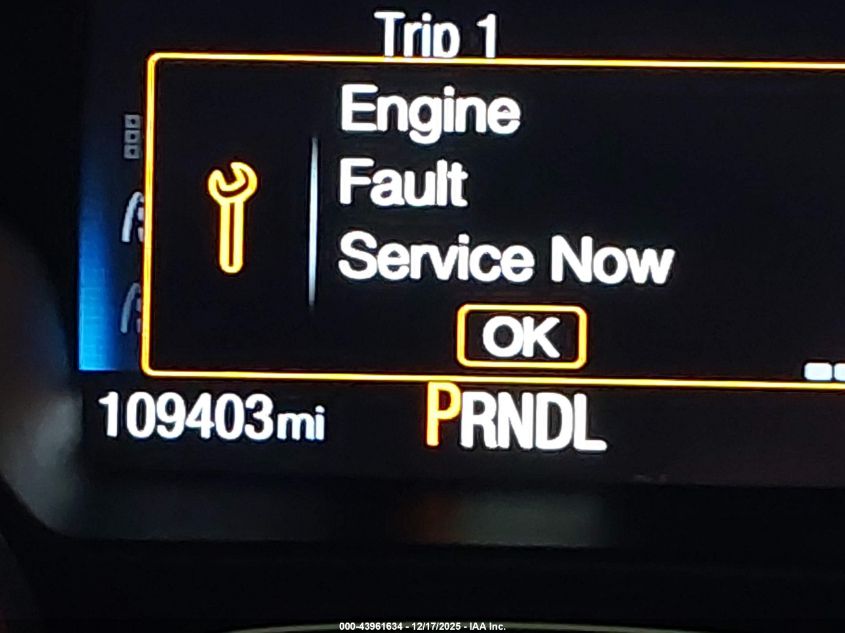 Trip 1
Engine
Fault
Service Now
OK
109403mi
PRNDL
000-43961634 - 12/17/2025 - IAA Inc.